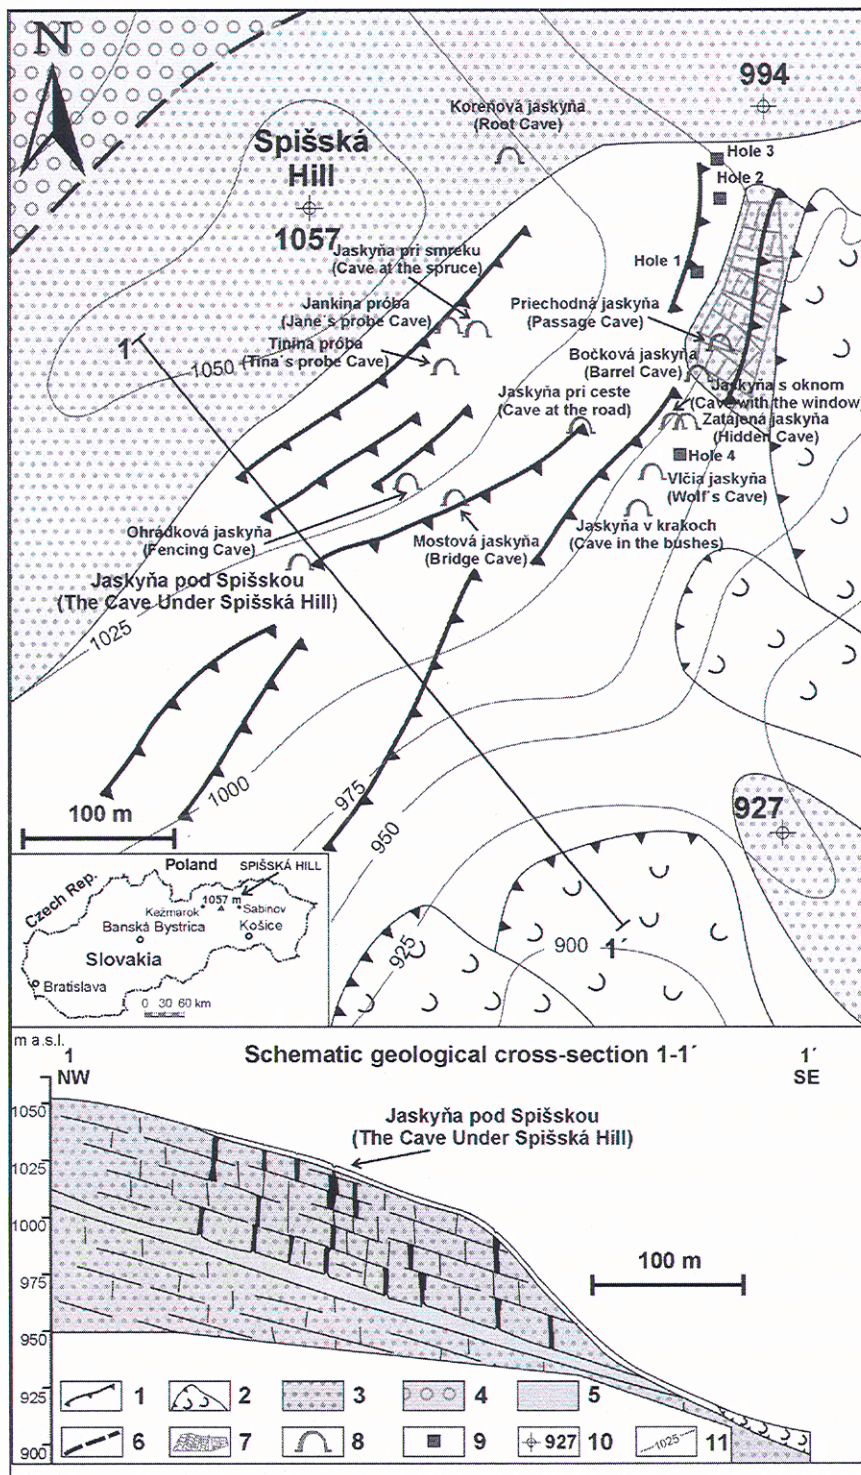 N
994
Koreňová jaskyňa
(Root Cave)
Spišská
Hill
1057
Hole 3
Hole 2
Hole 1
Jaskyňa pri smreku
(Cave at the spruce)
Jankina próba
(Jane´s probe Cave)
Tinina próba
(Tina´s probe Cave)
Priechodná jaskyňa
(Passage Cave)
Bočková jaskyňa
(Barrel Cave)
1
1050
Jaskyňa pri ceste
(Cave at the road)
Jaskyňa s oknom
(Cave with the window)
Zatajená jaskyňa
(Hidden Cave)
Hole 4
Vlčia jaskyňa
(Wolf´s Cave)
Ohrádková jaskyňa
(Fencing Cave)
Mostová jaskyňa
(Bridge Cave)
Jaskyňa v krakoch
(Cave in the bushes)
Jaskyňa pod Spišskou
(The Cave Under Spišská Hill)
1025
1000
975
950
925
900
927
1´
100 m
Poland
SPIŠSKÁ HILL
Czech Rep.
1057 m
Kežmarok
Sabinov
Banská Bystrica
Košice
Slovakia
Bratislava
0 30 60 km
m a.s.l.
1
NW
Schematic geological cross-section 1-1´
1´
SE
Jaskyňa pod Spišskou
(The Cave Under Spišská Hill)
1050
1025
1000
975
950
925
900
100 m
1 2 3 4 5
6 7 8 9 927 10 1025 11